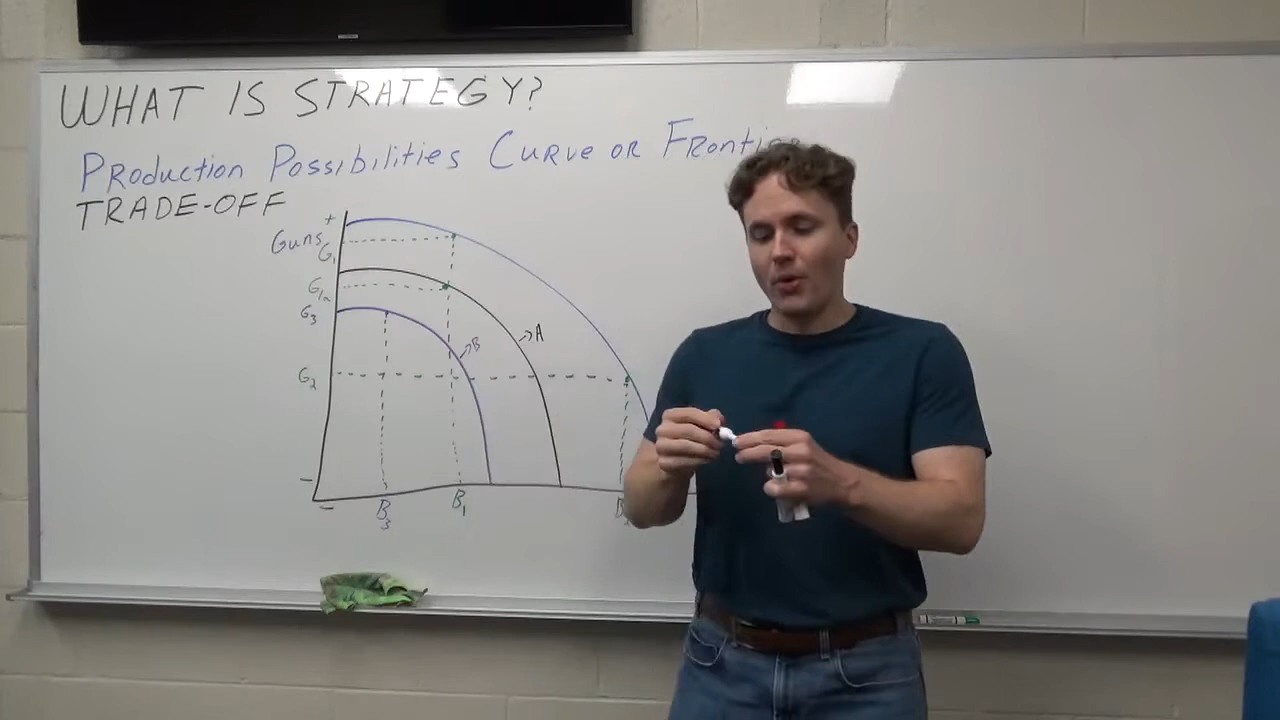 WHAT IS STRATEGY?
PRODUCTION POSSIBILITIES CURVE OR
TRADE-OFF
+
Guns
G1
G1a
G3
A
B
G2
–
–
B3
B1